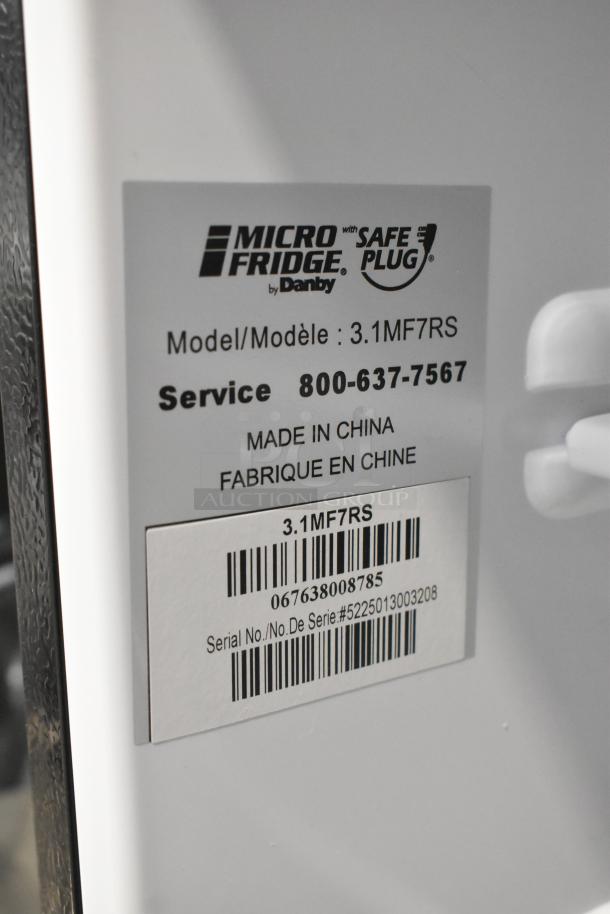 MICRO FRIDGE® with SAFE PLUG®
by Danby
Model/Modèle : 3.1MF7RS
Service 800-637-7567
MADE IN CHINA
FABRIQUE EN CHINE
AUCTION GROUP
3.1MF7RS
067638008785
Serial No./No.De Serie:#5225013003208